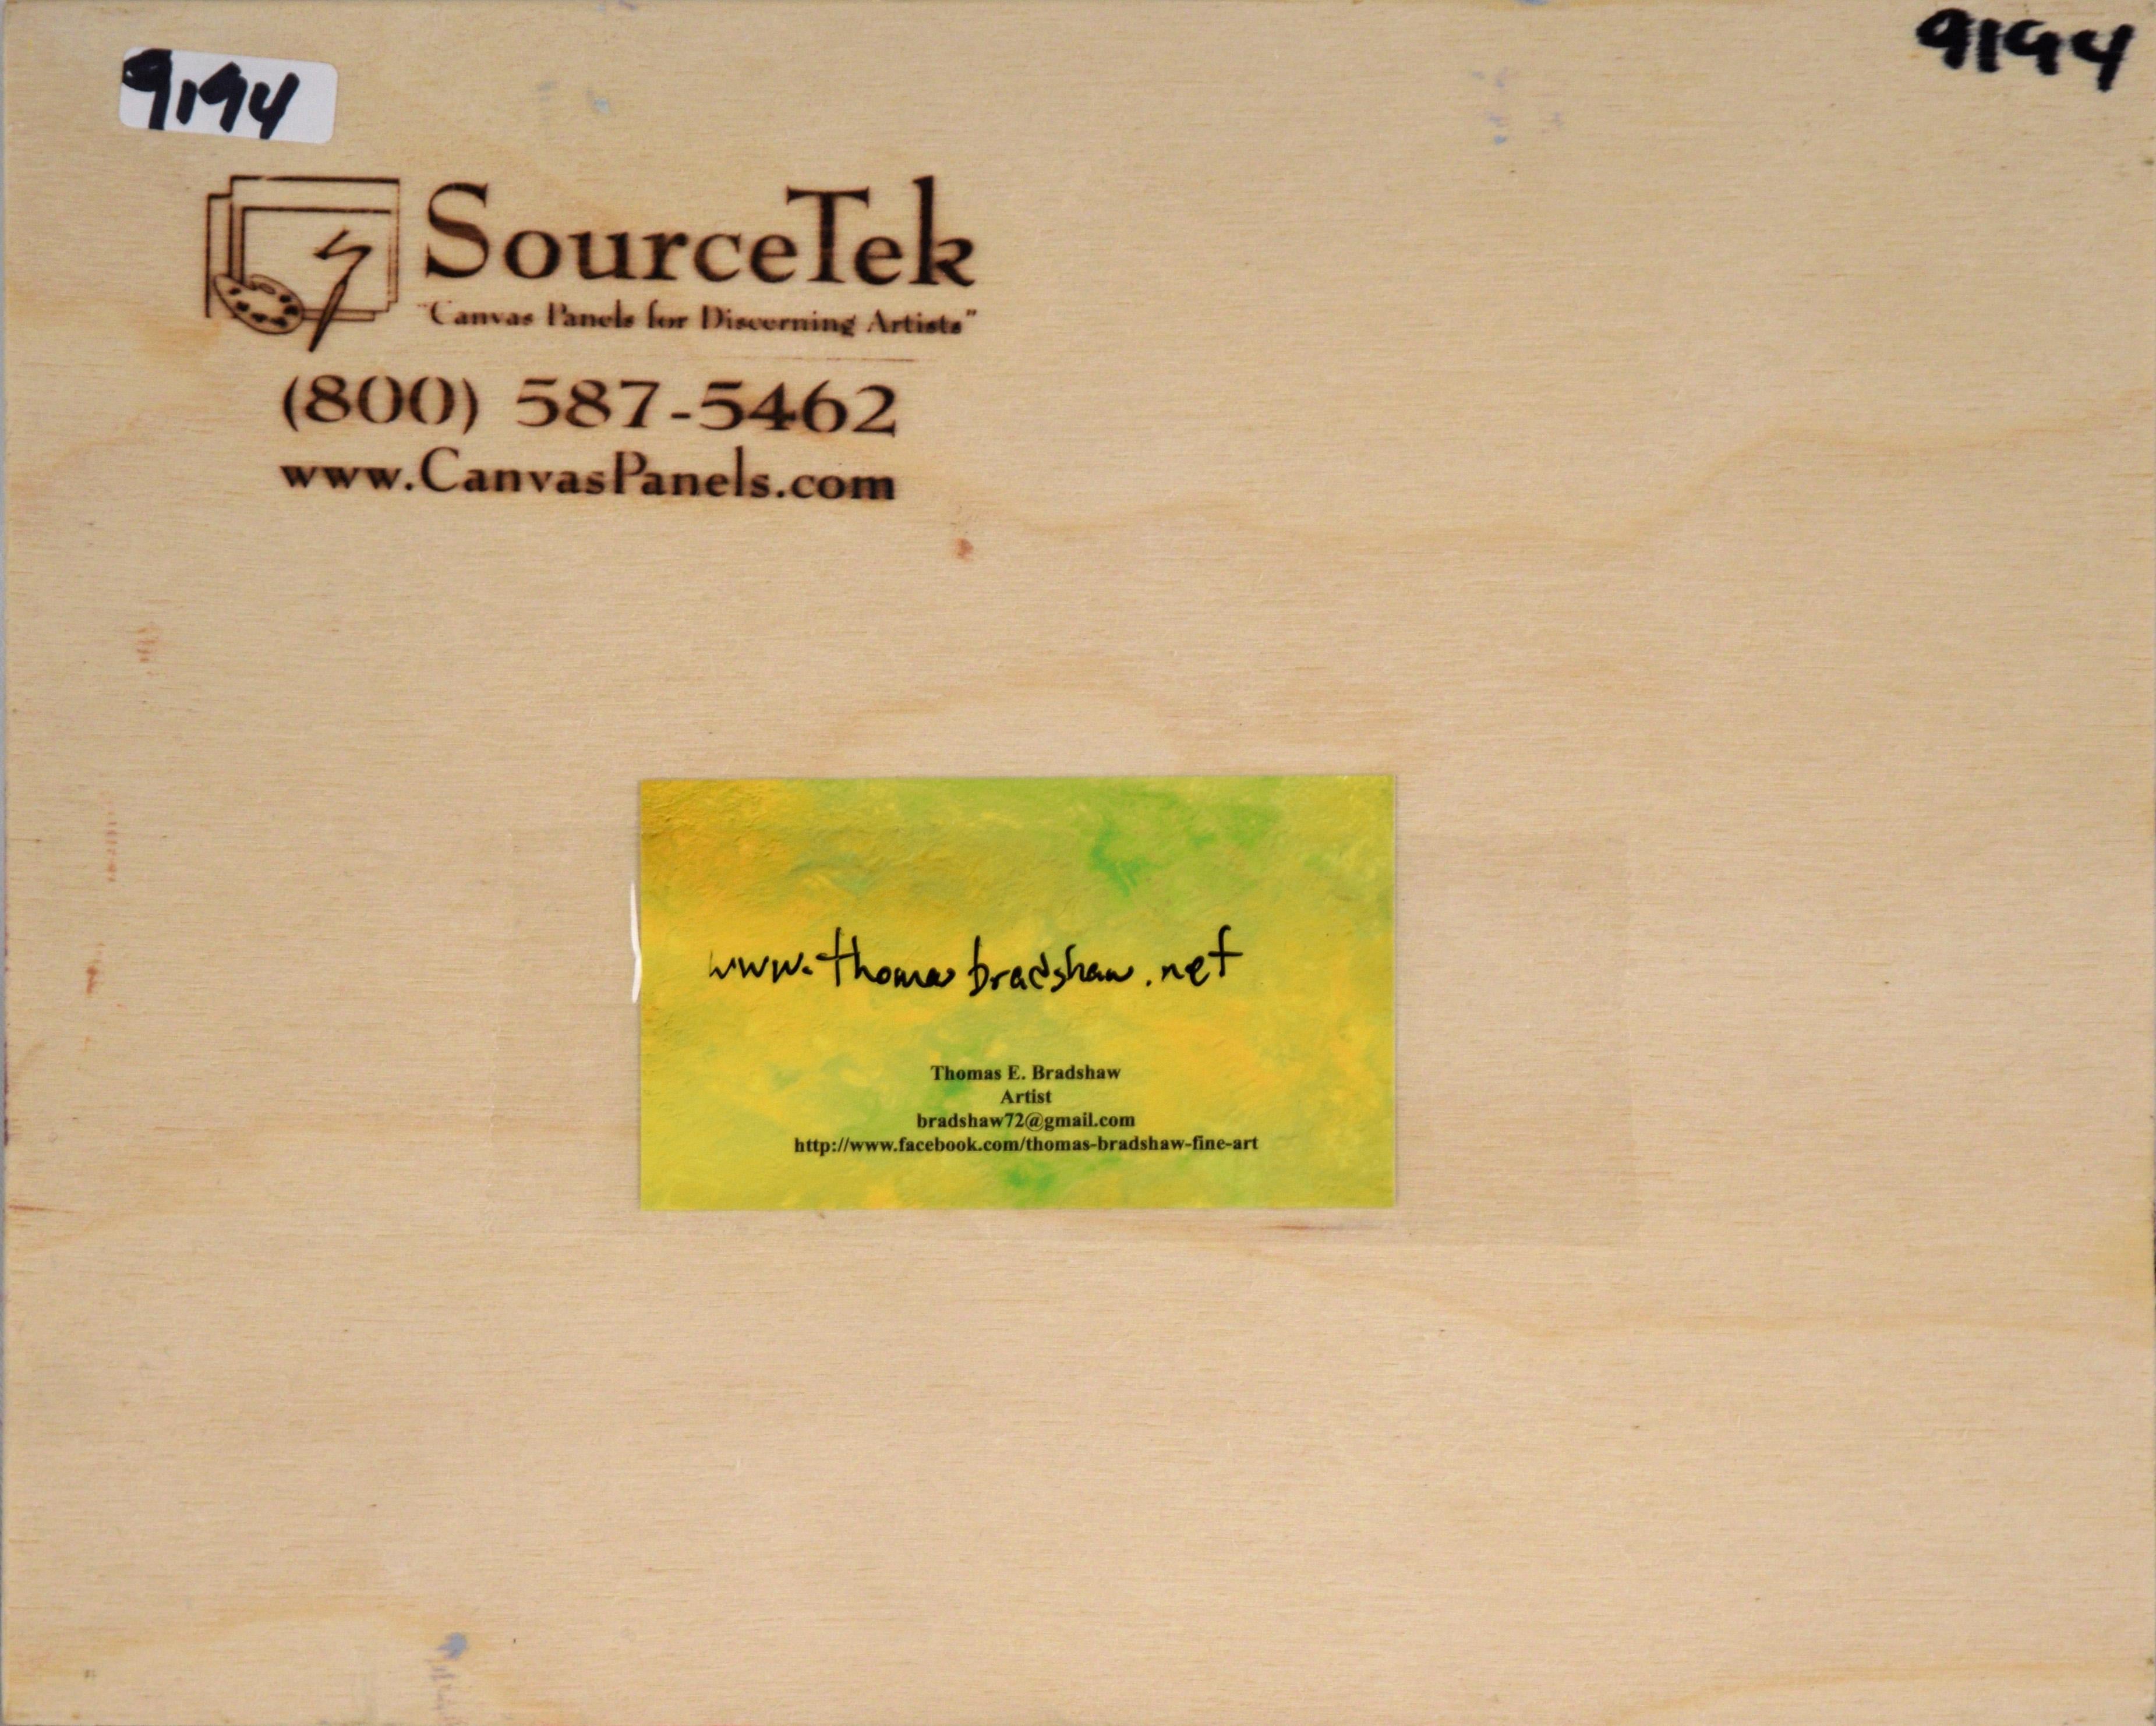 9194
9194
SourceTek
"Canvas Panels for Discerning Artists"
(800) 587-5462
www.CanvasPanels.com
www.thomasbradshaw.net
Thomas E. Bradshaw
Artist
bradshaw72@gmail.com
http://www.facebook.com/thomas-bradshaw-fine-art